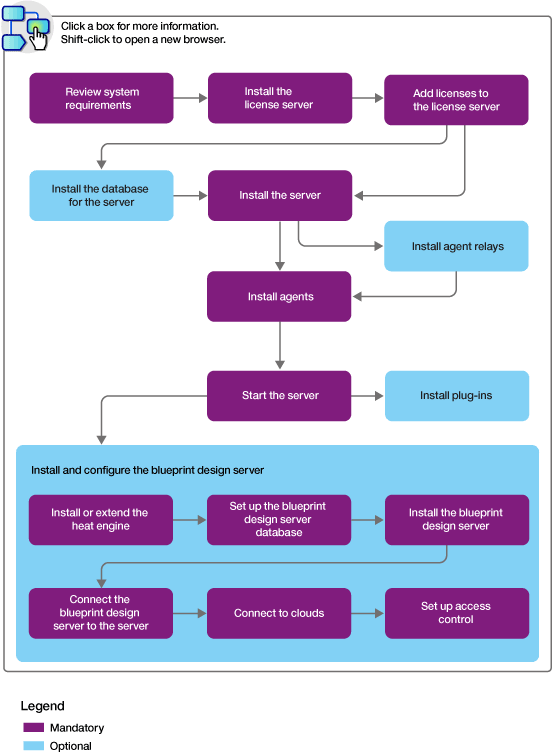 Click a box for more information.
Shift-click to open a new browser.
Review system
requirements
Install the
license server
Add licenses to
the license server
Install the database
for the server
Install the server
Install agent relays
Install agents
Start the server
Install plug-ins
Install and configure the blueprint design server
Install or extend the
heat engine
Set up the blueprint
design server
database
Install the blueprint
design server
Connect the
blueprint design
server to the server
Connect to clouds
Set up access
control
Legend
Mandatory
Optional